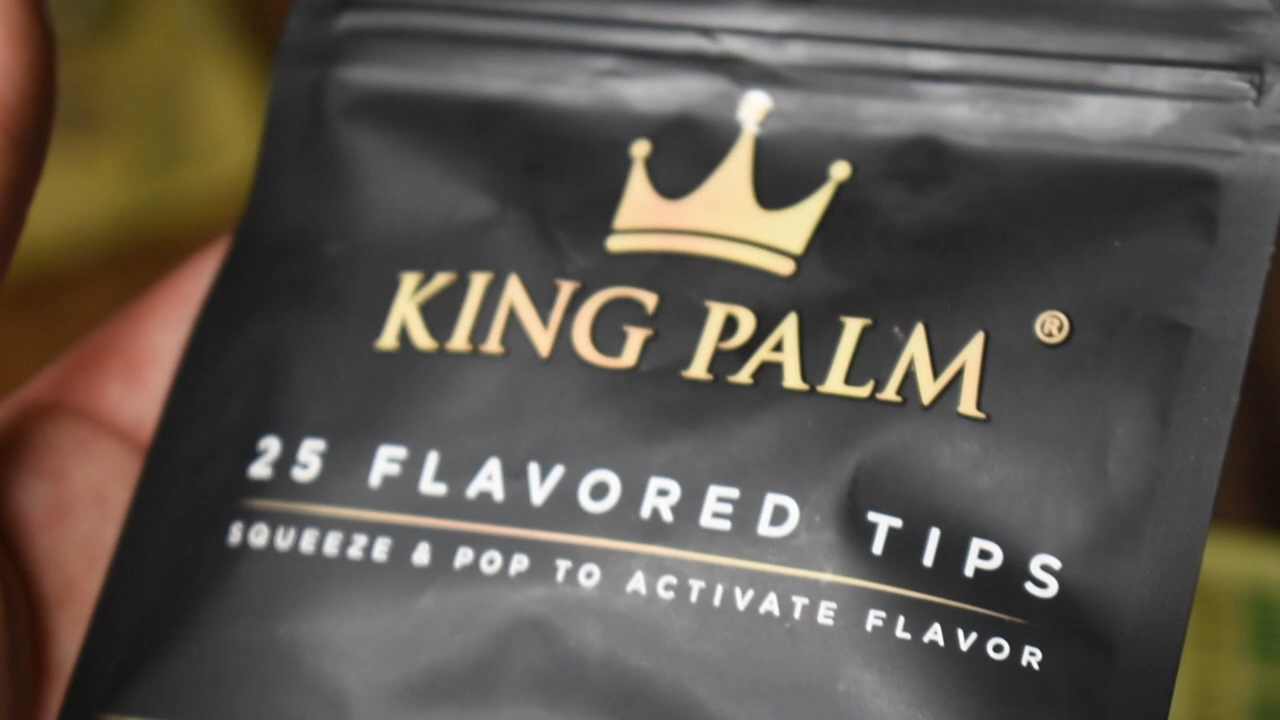 KING PALM ®
25 FLAVORED TIPS
SQUEEZE & POP TO ACTIVATE FLAVOR